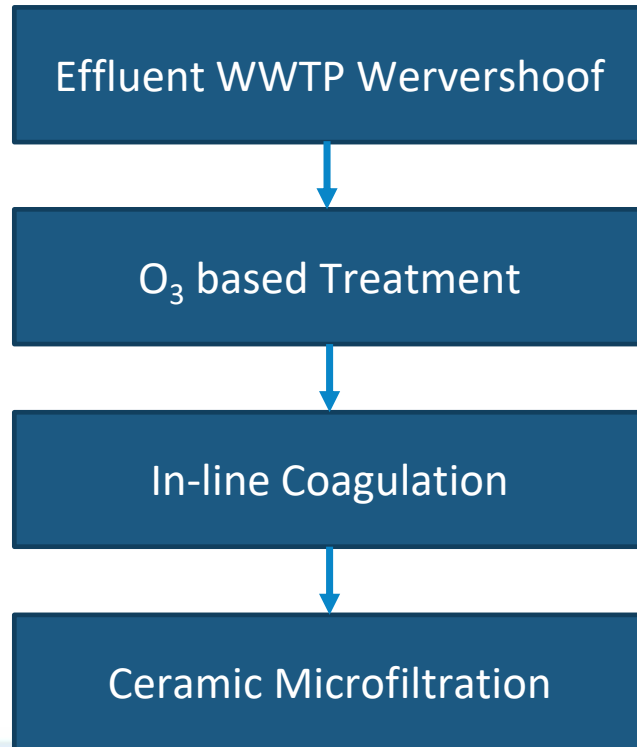 Effluent WWTP Wervershoof
O₃ based Treatment
In-line Coagulation
Ceramic Microfiltration